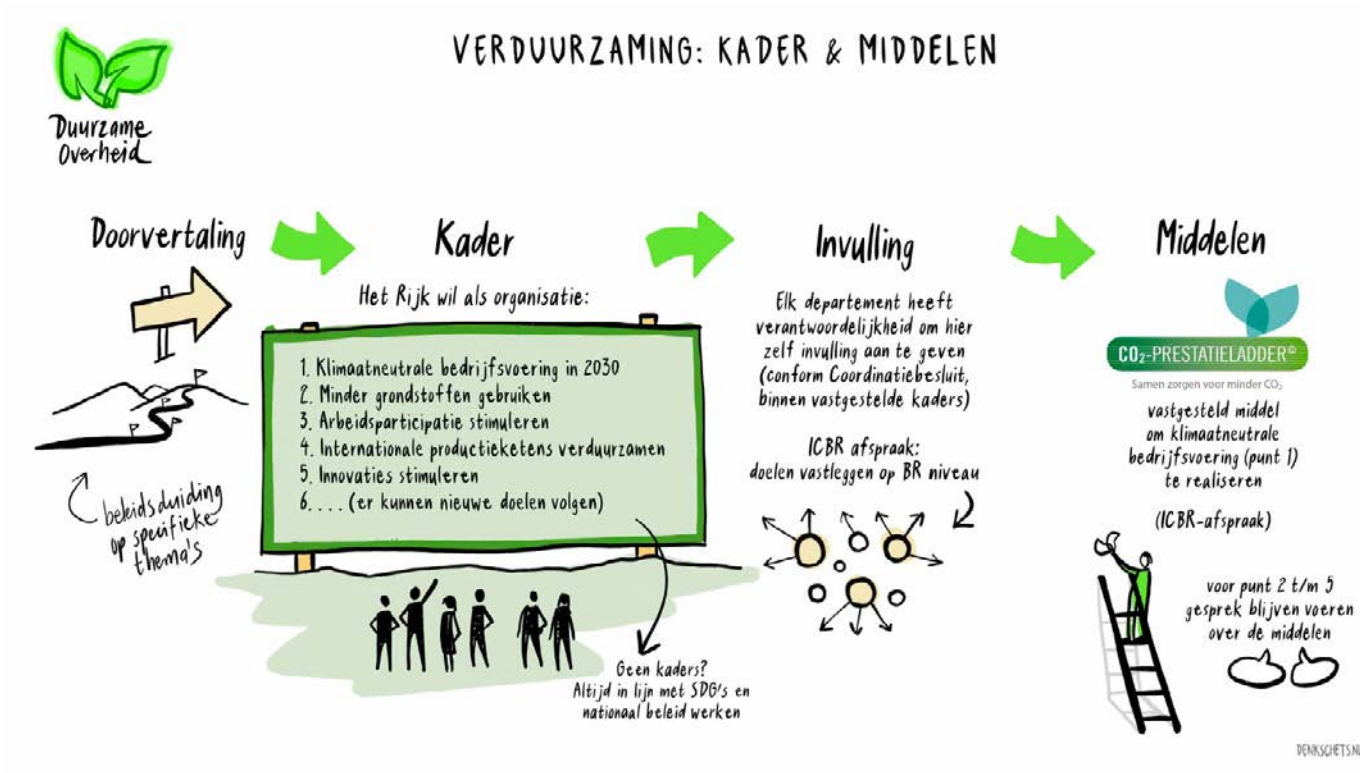 VERDUURZAMING: KADER & MIDDELEN
Duurzame
Overheid
Doorvertaling
beleidsduiding
op specifieke
thema's
Kader
Het Rijk wil als organisatie:
1. Klimaatneutrale bedrijfsvoering in 2030
2. Minder grondstoffen gebruiken
3. Arbeidsparticipatie stimuleren
4. Internationale productieketens verduurzamen
5. Innovaties stimuleren
6. . . . (er kunnen nieuwe doelen volgen)
Geen kaders?
Altijd in lijn met SDG's en
nationaal beleid werken
Invulling
Elk departement heeft
verantwoordelijkheid om hier
zelf invulling aan te geven
(conform Coordinatiebesluit,
binnen vastgestelde kaders)
ICBR afspraak:
doelen vastleggen op BR niveau
Middelen
CO₂-PRESTATIELADDER©
Samen zorgen voor minder CO₂
vastgesteld middel
om klimaatneutrale
bedrijfsvoering (punt 1)
te realiseren
(ICBR-afspraak)
voor punt 2 t/m 5
gesprek blijven voeren
over de middelen
DENKSCHETS.NL